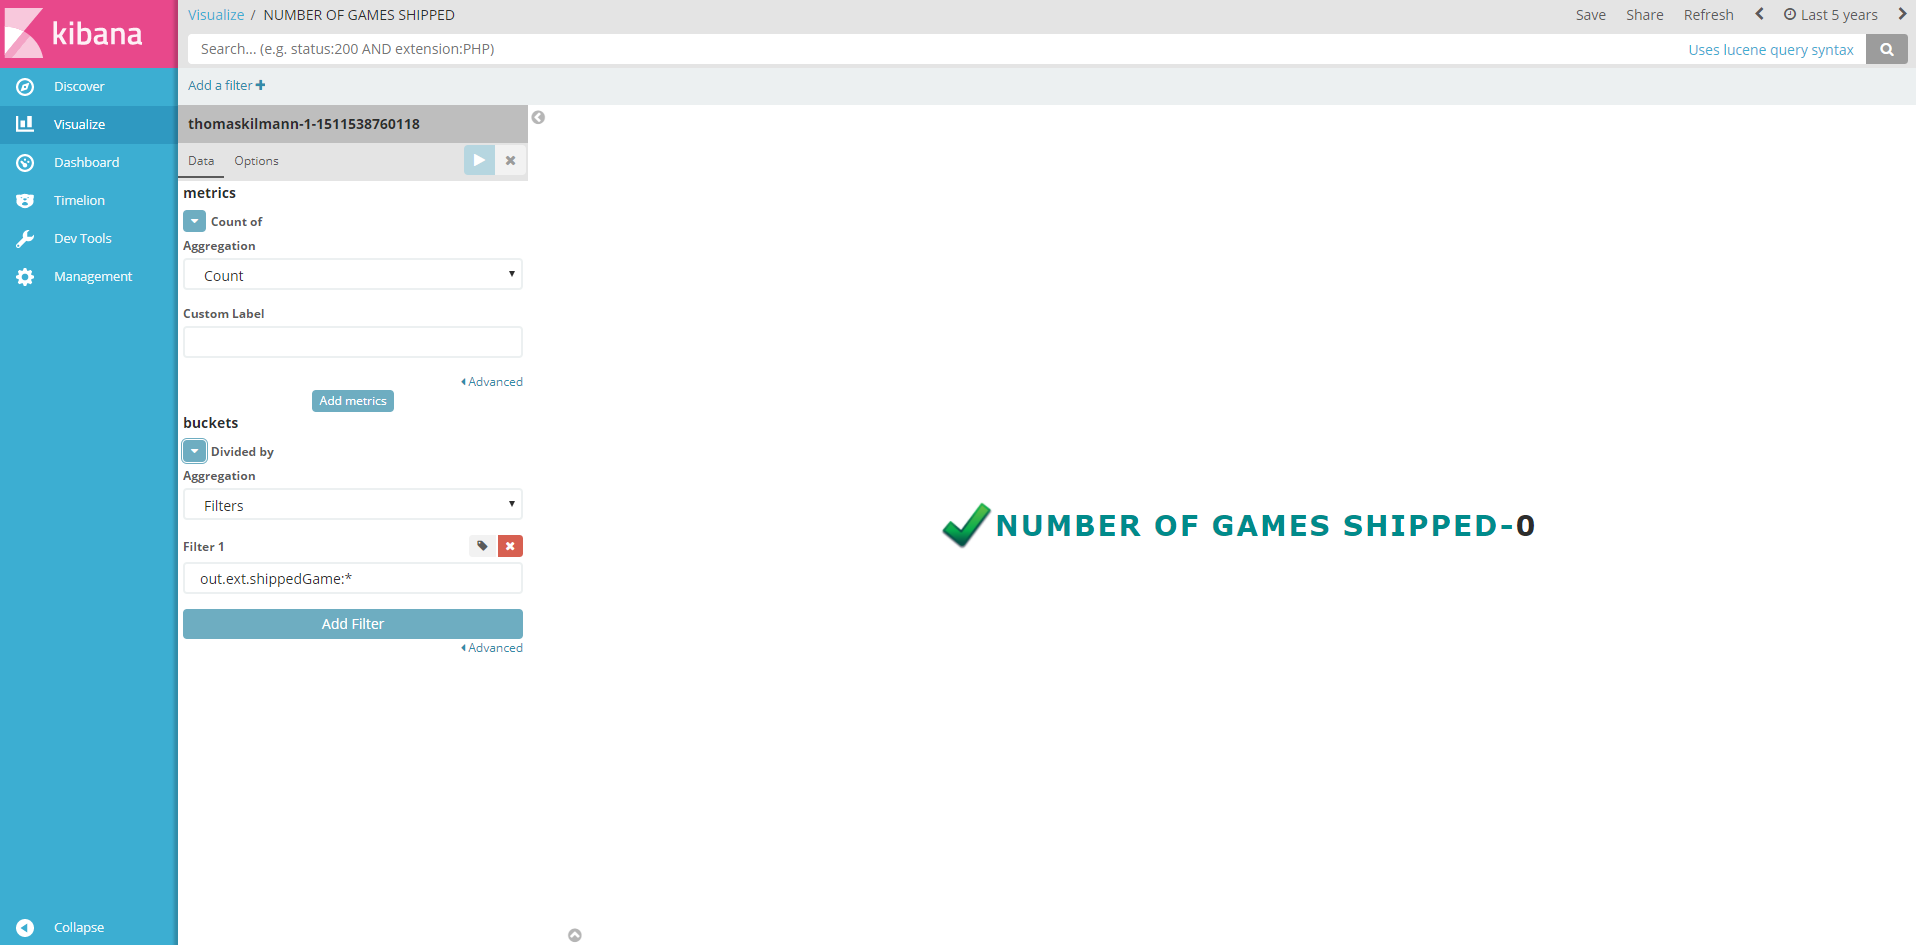 kibana
Visualize / NUMBER OF GAMES SHIPPED
Save Share Refresh Last 5 years
Search... (e.g. status:200 AND extension:PHP)
Uses lucene query syntax
Add a filter
Discover
Visualize
Dashboard
Timelion
Dev Tools
Management
Collapse
thomaskilmann-1-1511538760118
Data Options
metrics
Count of
Aggregation
Count
Custom Label
Advanced
Add metrics
buckets
Divided by
Aggregation
Filters
Filter 1
out.ext.shippedGame:*
Add Filter
Advanced
NUMBER OF GAMES SHIPPED-0